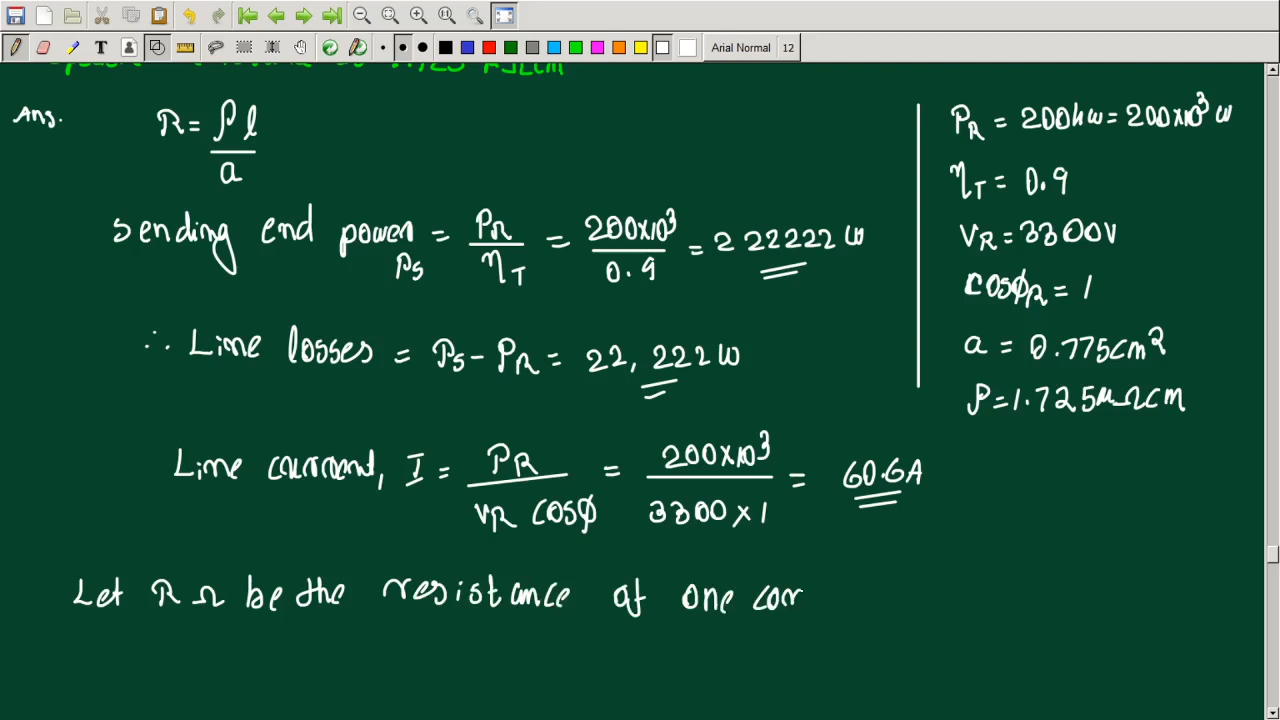 Arial Normal 12
Ans. R = ρl / a
Sending end power Ps = PR / ηT = 200×10³ / 0.9 = 222222 W
∴ Line losses = Ps - PR = 22,222 W
Line current, I = PR / VR cosϕ = 200×10³ / 3300 × 1 = 60.6A
Let R Ω be the resistance of one con
PR = 200kW = 200×10³ W
ηT = 0.9
VR = 3300V
cosϕR = 1
a = 0.775cm²
ρ = 1.725μΩcm